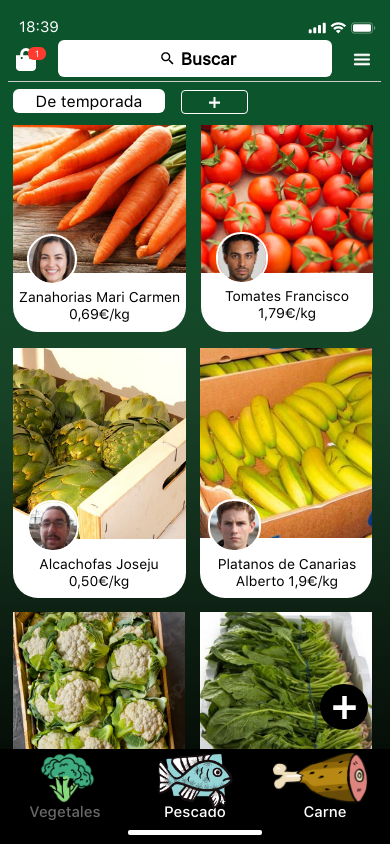 18:39
1
Buscar
De temporada
+
Zanahorias Mari Carmen
0,69€/kg
Tomates Francisco
1,79€/kg
Alcachofas Joseju
0,50€/kg
Platanos de Canarias
Alberto 1,9€/kg
+
Vegetales
Pescado
Carne